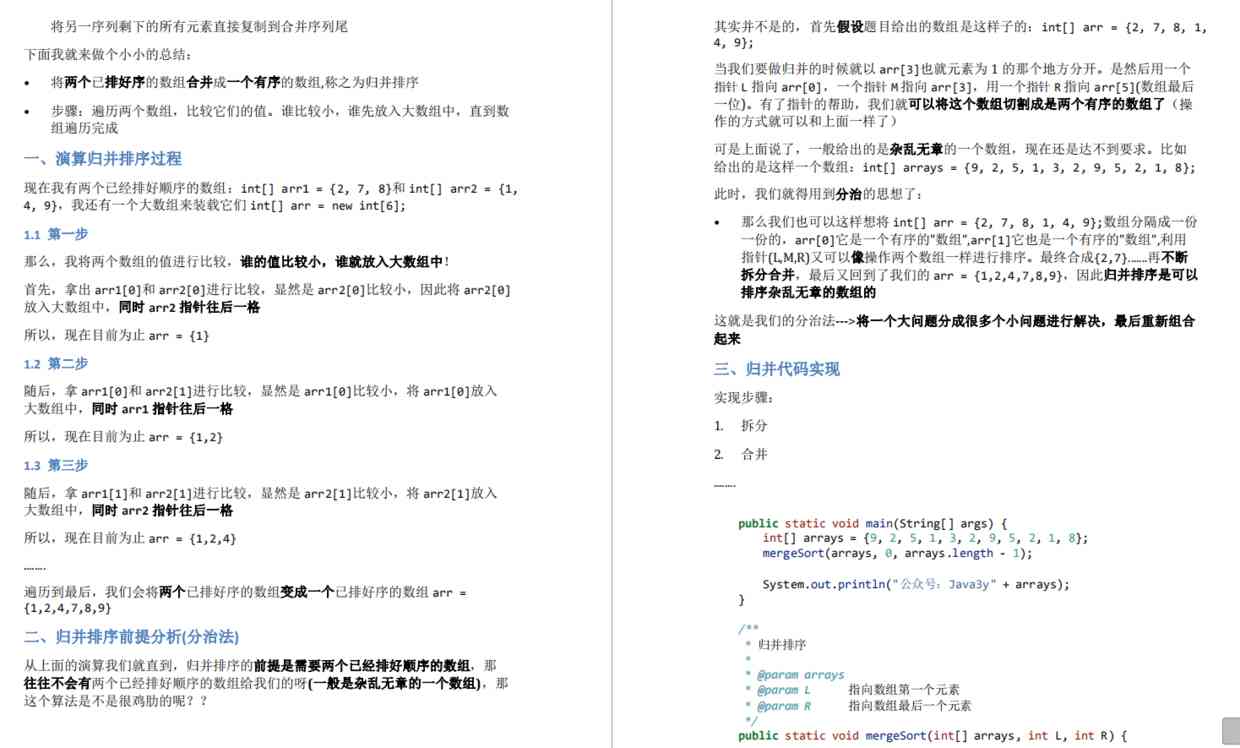 将另一序列剩下的所有元素直接复制到合并序列尾
下面我就来做个小小的总结：
• 将两个已排好序的数组合并成一个有序的数组,称之为归并排序
• 步骤：遍历两个数组，比较它们的值。谁比较小，谁先放入大数组中，直到数
组遍历完成
一、演算归并排序过程
现在我有两个已经排好顺序的数组：int[] arr1 = {2, 7, 8}和 int[] arr2 = {1,
4, 9}，我还有一个大数组来装载它们 int[] arr = new int[6];
1.1 第一步
那么，我将两个数组的值进行比较，谁的值比较小，谁就放入大数组中！
首先，拿出 arr1[0]和 arr2[0]进行比较，显然是 arr2[0]比较小，因此将 arr2[0]
放入大数组中，同时 arr2 指针往后一格
所以，现在目前为止 arr = {1}
1.2 第二步
随后，拿 arr1[0]和 arr2[1]进行比较，显然是 arr1[0]比较小，将 arr1[0]放入
大数组中，同时 arr1 指针往后一格
所以，现在目前为止 arr = {1,2}
1.3 第三步
随后，拿 arr1[1]和 arr2[1]进行比较，显然是 arr2[1]比较小，将 arr2[1]放入
大数组中，同时 arr2 指针往后一格
所以，现在目前为止 arr = {1,2,4}
........
遍历到最后，我们会将两个已排好序的数组变成一个已排好序的数组 arr =
{1,2,4,7,8,9}
二、归并排序前提分析(分治法)
从上面的演算我们就直到，归并排序的前提是需要两个已经排好顺序的数组，那
往往不会有两个已经排好顺序的数组给我们的呀(一般是杂乱无章的一个数组)，那
这个算法是不是很鸡肋的呢？？
其实并不是的，首先假设题目给出的数组是这样子的：int[] arr = {2, 7, 8, 1,
4, 9};
当我们要做归并的时候就以 arr[3]也就元素为 1 的那个地方分开。是然后用一个
指针 L 指向 arr[0]，一个指针 M 指向 arr[3]，用一个指针 R 指向 arr[5](数组最后
一位)。有了指针的帮助，我们就可以将这个数组切割成是两个有序的数组了（操
作的方式就可以和上面一样了）
可是上面说了，一般给出的是杂乱无章的一个数组，现在还是达不到要求。比如
给出的是这样一个数组：int[] arrays = {9, 2, 5, 1, 3, 2, 9, 5, 2, 1, 8};
此时，我们就得用到分治的思想了：
• 那么我们也可以这样想将 int[] arr = {2, 7, 8, 1, 4, 9};数组分隔成一份
一份的，arr[0]它是一个有序的"数组",arr[1]它也是一个有序的"数组",利用
指针(L,M,R)又可以像操作两个数组一样进行排序。最终合成{2,7}.......再不断
拆分合并，最后又回到了我们的 arr = {1,2,4,7,8,9}，因此归并排序是可以
排序杂乱无章的数组的
这就是我们的分治法--->将一个大问题分成很多个小问题进行解决，最后重新组合
起来
三、归并代码实现
实现步骤：
1. 拆分
2. 合并
........
public static void main(String[] args) {
int[] arrays = {9, 2, 5, 1, 3, 2, 9, 5, 2, 1, 8};
mergeSort(arrays, 0, arrays.length - 1);
System.out.println("公众号：Java3y" + arrays);
}
/**
* 归并排序
*
* @param arrays
* @param L 指向数组第一个元素
* @param R 指向数组最后一个元素
*/
public static void mergeSort(int[] arrays, int L, int R) {